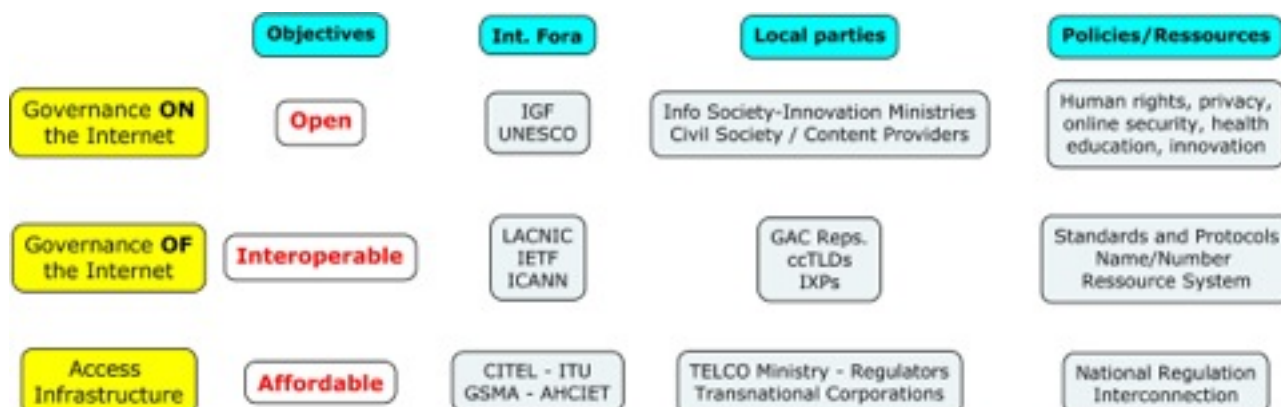 Objectives
Int. Fora
Local parties
Policies/Ressources
Governance ON
the Internet
Open
IGF
UNESCO
Info Society-Innovation Ministries
Civil Society / Content Providers
Human rights, privacy,
online security, health
education, innovation
Governance OF
the Internet
Interoperable
LACNIC
IETF
ICANN
GAC Reps.
ccTLDs
IXPs
Standards and Protocols
Name/Number
Ressource System
Access
Infrastructure
Affordable
CITEL - ITU
GSMA - AHCIET
TELCO Ministry - Regulators
Transnational Corporations
National Regulation
Interconnection